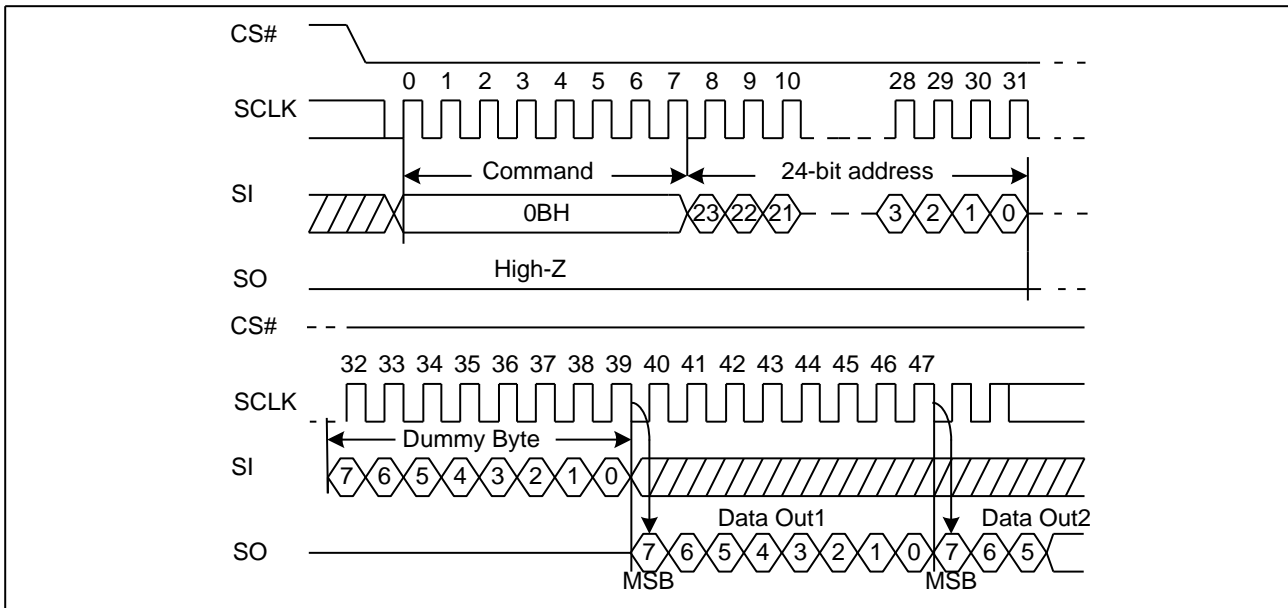 CS#
0 1 2 3 4 5 6 7 8 9 10 28 29 30 31
SCLK
Command 24-bit address
SI
0BH 23 22 21 3 2 1 0
High-Z
SO
CS#
32 33 34 35 36 37 38 39 40 41 42 43 44 45 46 47
SCLK
Dummy Byte
SI
7 6 5 4 3 2 1 0
Data Out1 Data Out2
SO
7 6 5 4 3 2 1 0 7 6 5
MSB MSB